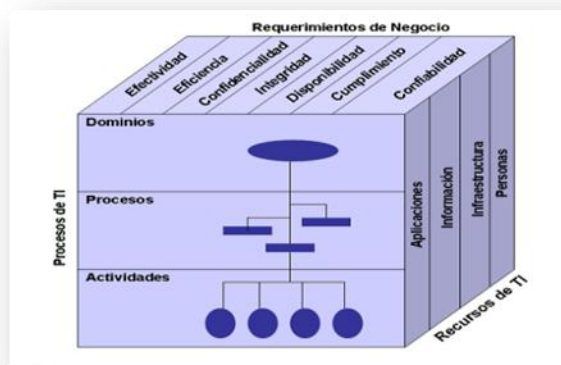 Requerimientos de Negocio
Efectividad
Eficiencia
Confidencialidad
Integridad
Disponibilidad
Cumplimiento
Confiabilidad
Dominios
Procesos
Actividades
Procesos de TI
Aplicaciones
Información
Infraestructura
Personas
Recursos de TI